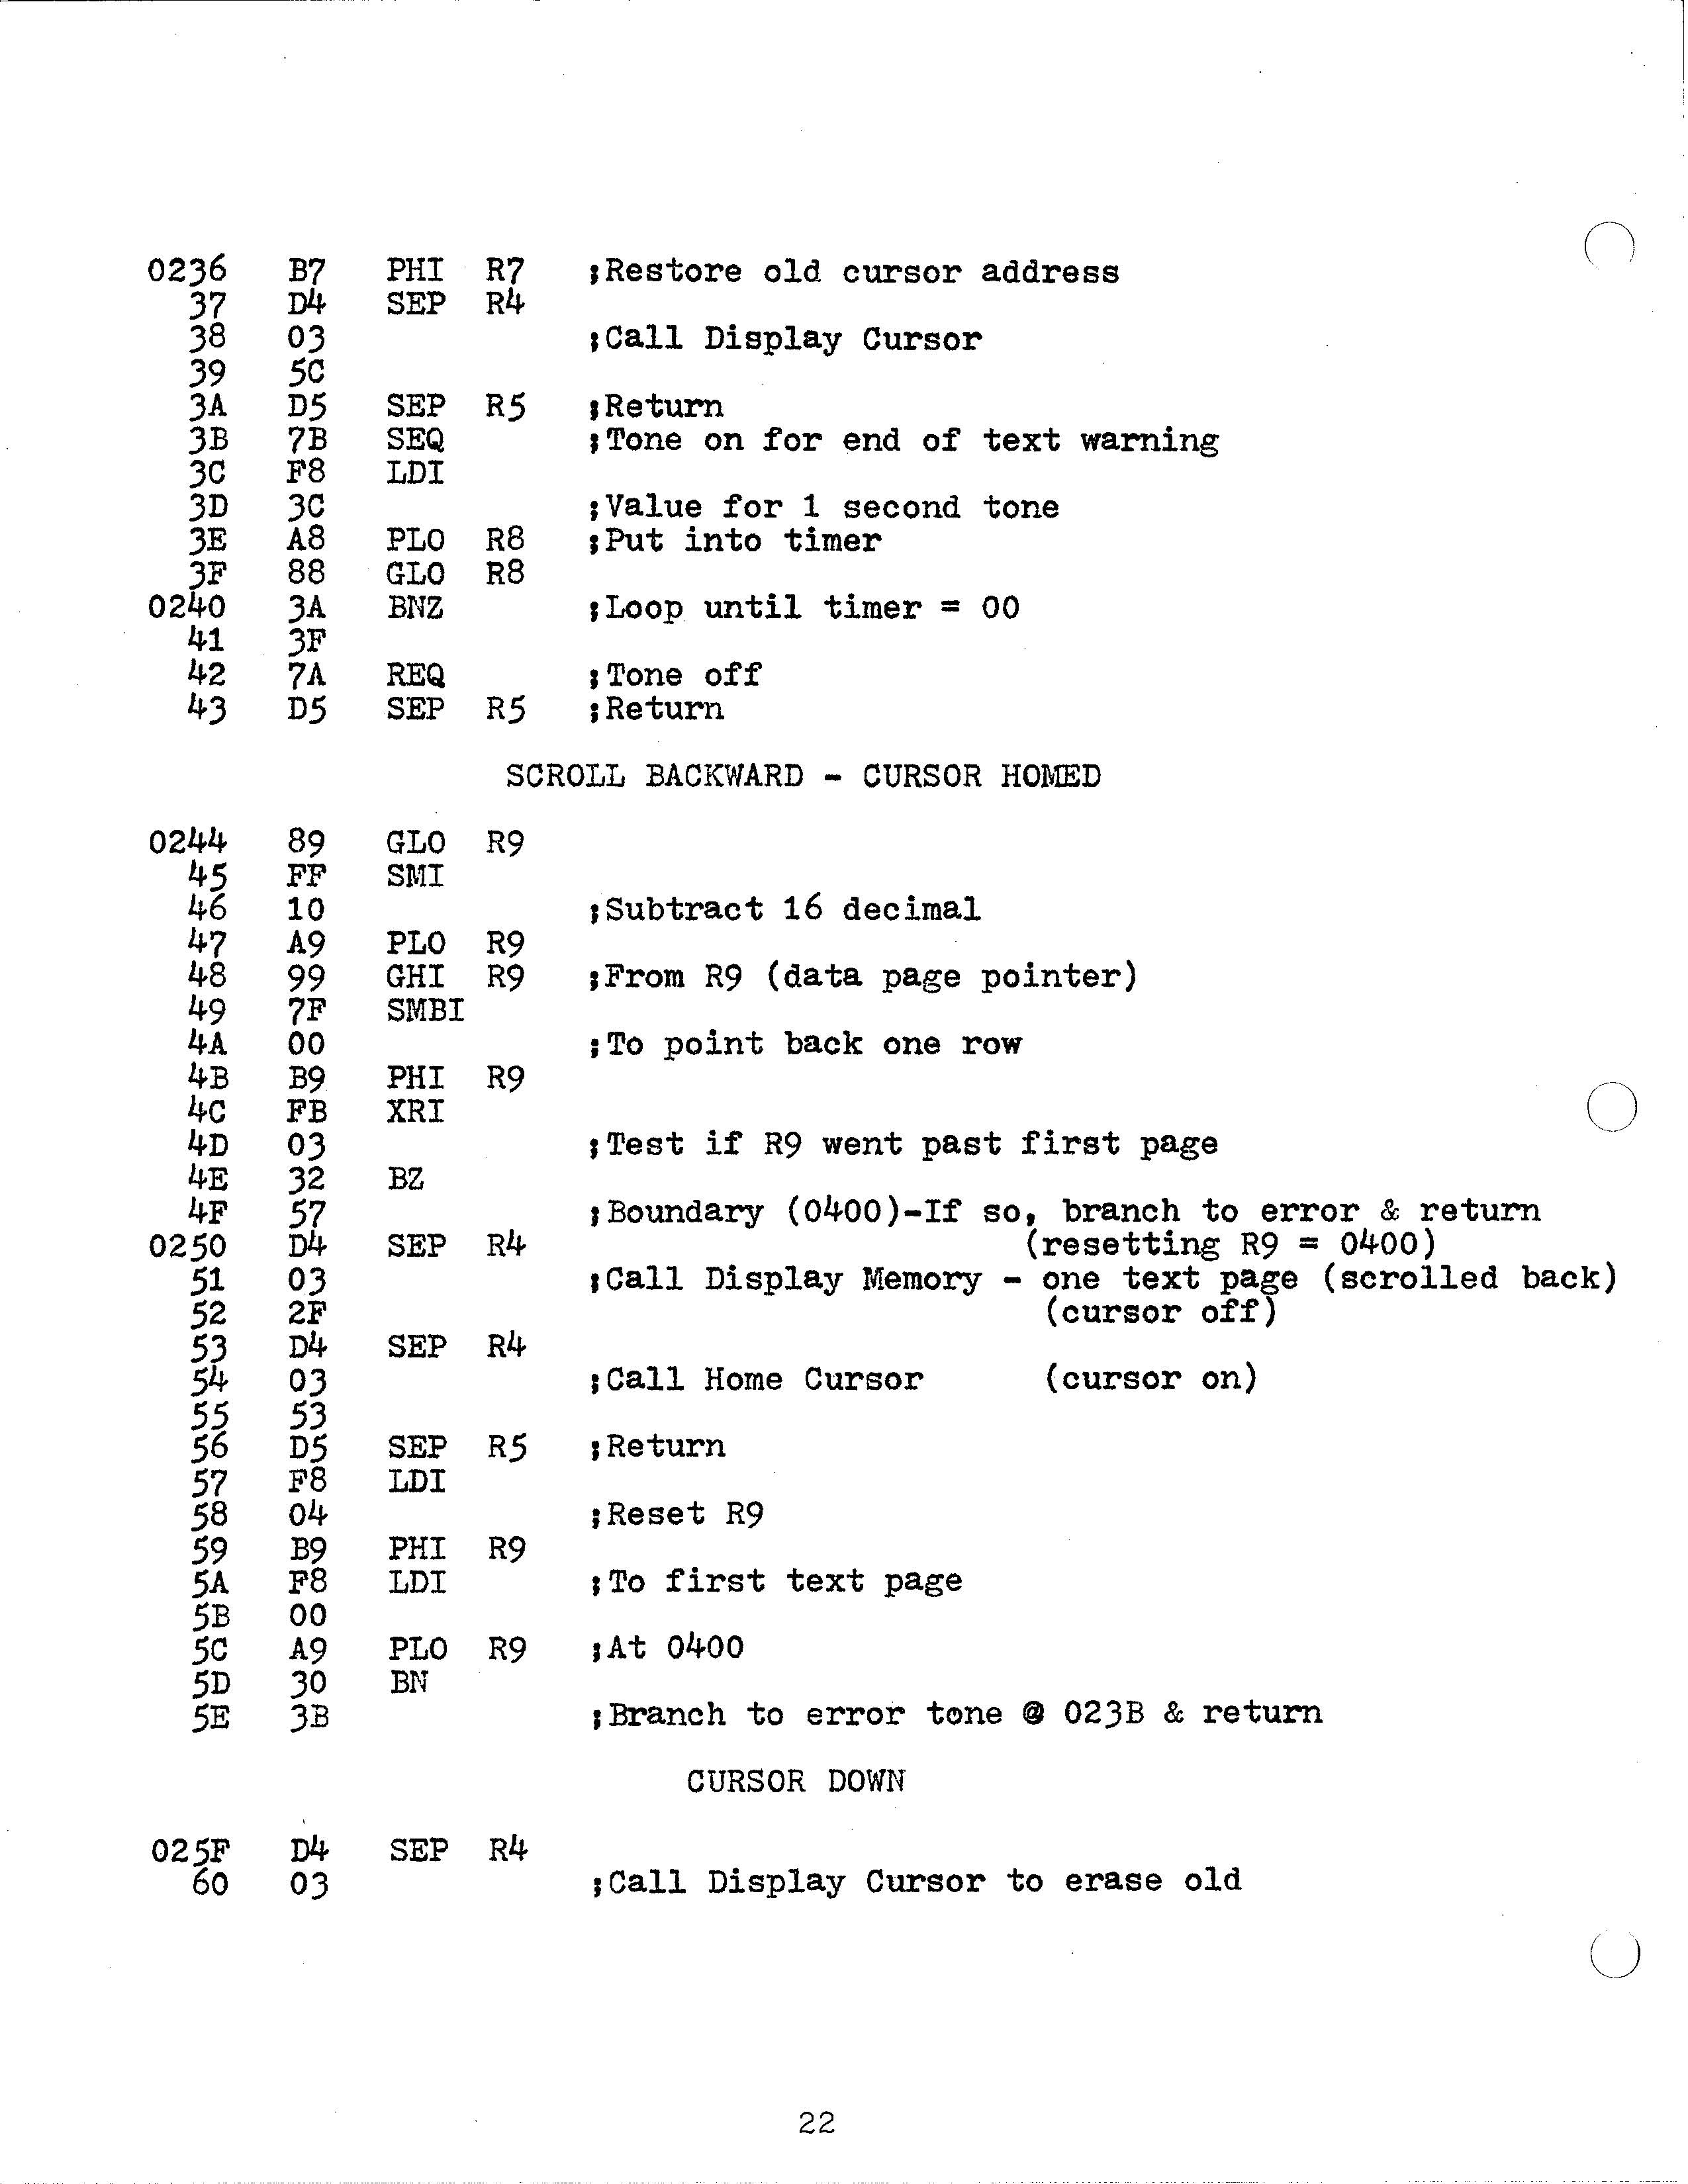 0236 B7 PHI R7 ;Restore old cursor address
37 D4 SEP R4
38 03 ;Call Display Cursor
39 5C
3A D5 SEP R5 ;Return
3B 7B SEQ ;Tone on for end of text warning
3C F8 LDI
3D 3C ;Value for 1 second tone
3E A8 PLO R8 ;Put into timer
3F 88 GLO R8
0240 3A BNZ ;Loop until timer = 00
41 3F
42 7A REQ ;Tone off
43 D5 SEP R5 ;Return
SCROLL BACKWARD - CURSOR HOMED
0244 89 GLO R9
45 FF SMI
46 10 ;Subtract 16 decimal
47 A9 PLO R9
48 99 GHI R9 ;From R9 (data page pointer)
49 7F SMBI
4A 00 ;To point back one row
4B B9 PHI R9
4C FB XRI
4D 03 ;Test if R9 went past first page
4E 32 BZ
4F 57 ;Boundary (0400)-If so, branch to error & return
0250 D4 SEP R4 (resetting R9 = 0400)
51 03 ;Call Display Memory - one text page (scrolled back)
52 2F (cursor off)
53 D4 SEP R4
54 03 ;Call Home Cursor (cursor on)
55 53
56 D5 SEP R5 ;Return
57 F8 LDI
58 04 ;Reset R9
59 B9 PHI R9
5A F8 LDI ;To first text page
5B 00
5C A9 PLO R9 ;At 0400
5D 30 BN
5E 3B ;Branch to error tone @ 023B & return
CURSOR DOWN
025F D4 SEP R4
60 03 ;Call Display Cursor to erase old
22